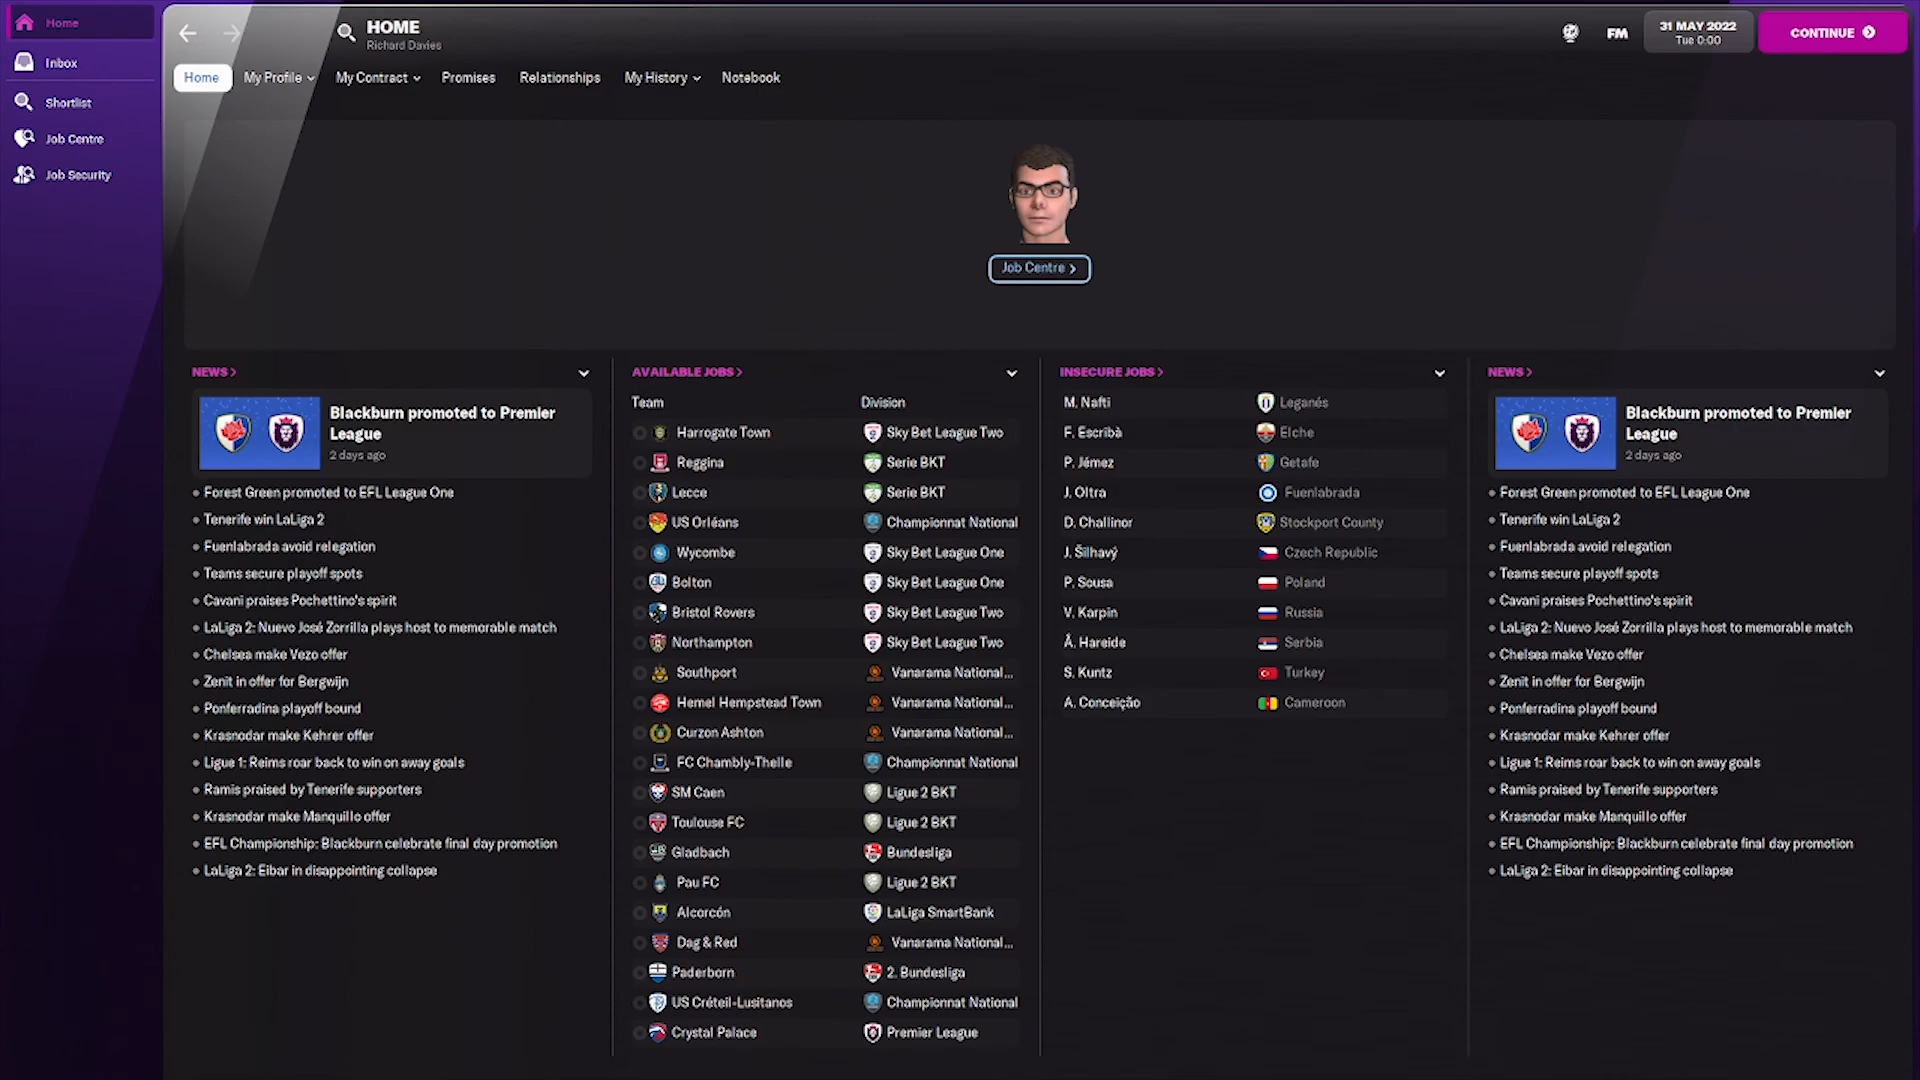 Home
Inbox
Shortlist
Job Centre
Job Security
HOME
Richard Davies
FM
31 MAY 2022
Tue 0:00
CONTINUE
Home
My Profile
My Contract
Promises
Relationships
My History
Notebook
Job Centre
NEWS
Blackburn promoted to Premier
League
2 days ago
Forest Green promoted to EFL League One
Tenerife win LaLiga 2
Fuenlabrada avoid relegation
Teams secure playoff spots
Cavani praises Pochettino's spirit
LaLiga 2: Nuevo José Zorrilla plays host to memorable match
Chelsea make Vezo offer
Zenit in offer for Bergwijn
Ponferradina playoff bound
Krasnodar make Kehrer offer
Ligue 1: Reims roar back to win on away goals
Ramis praised by Tenerife supporters
Krasnodar make Manquillo offer
EFL Championship: Blackburn celebrate final day promotion
LaLiga 2: Eibar in disappointing collapse
AVAILABLE JOBS
Team Division
Harrogate Town Sky Bet League Two
Reggina Serie BKT
Lecce Serie BKT
US Orléans Championnat National
Wycombe Sky Bet League One
Bolton Sky Bet League One
Bristol Rovers Sky Bet League Two
Northampton Sky Bet League Two
Southport Vanarama National...
Hemel Hempstead Town Vanarama National...
Curzon Ashton Vanarama National...
FC Chambly-Thelle Championnat National
SM Caen Ligue 2 BKT
Toulouse FC Ligue 2 BKT
Gladbach Bundesliga
Pau FC Ligue 2 BKT
Alcorcón LaLiga SmartBank
Dag & Red Vanarama National...
Paderborn 2. Bundesliga
US Créteil-Lusitanos Championnat National
Crystal Palace Premier League
INSECURE JOBS
M. Nafti Leganés
F. Escribà Elche
P. Jémez Getafe
J. Oltra Fuenlabrada
D. Challinor Stockport County
J. Šilhavý Czech Republic
P. Sousa Poland
V. Karpin Russia
Å. Hareide Serbia
S. Kuntz Turkey
A. Conceição Cameroon
NEWS
Blackburn promoted to Premier
League
2 days ago
Forest Green promoted to EFL League One
Tenerife win LaLiga 2
Fuenlabrada avoid relegation
Teams secure playoff spots
Cavani praises Pochettino's spirit
LaLiga 2: Nuevo José Zorrilla plays host to memorable match
Chelsea make Vezo offer
Zenit in offer for Bergwijn
Ponferradina playoff bound
Krasnodar make Kehrer offer
Ligue 1: Reims roar back to win on away goals
Ramis praised by Tenerife supporters
Krasnodar make Manquillo offer
EFL Championship: Blackburn celebrate final day promotion
LaLiga 2: Eibar in disappointing collapse